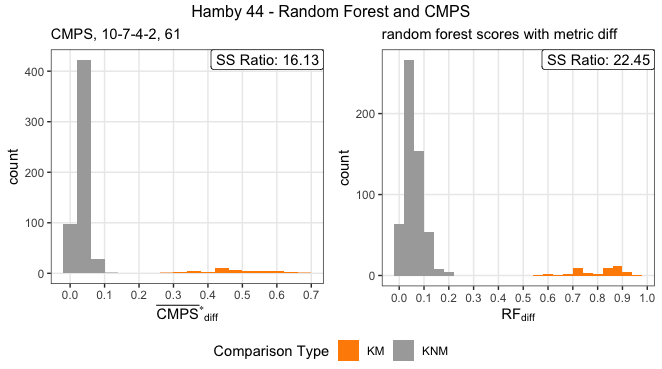 Hamby 44 - Random Forest and CMPS
CMPS, 10-7-4-2, 61
SS Ratio: 16.13
count
400
300
200
100
0
0.0 0.1 0.2 0.3 0.4 0.5 0.6 0.7
CMPS*diff
random forest scores with metric diff
SS Ratio: 22.45
count
200
100
0
0.0 0.1 0.2 0.3 0.4 0.5 0.6 0.7 0.8 0.9 1.0
RFdiff
Comparison Type KM KNM